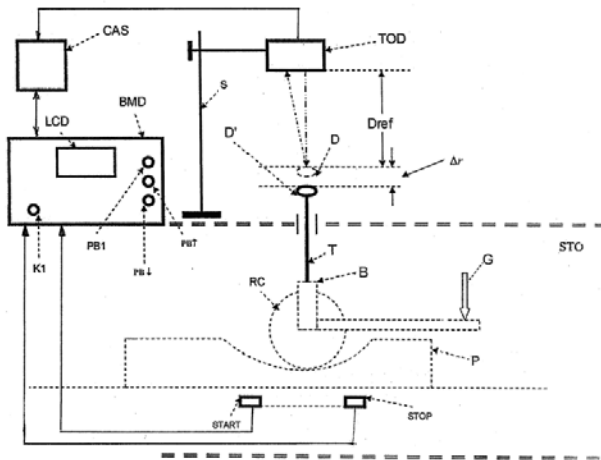 CAS
TOD
S
LCD
BMD
Dref
D'
D
Δr
K1
PB1
PB↓
PB↑
T
STO
RC
B
G
P
START
STOP